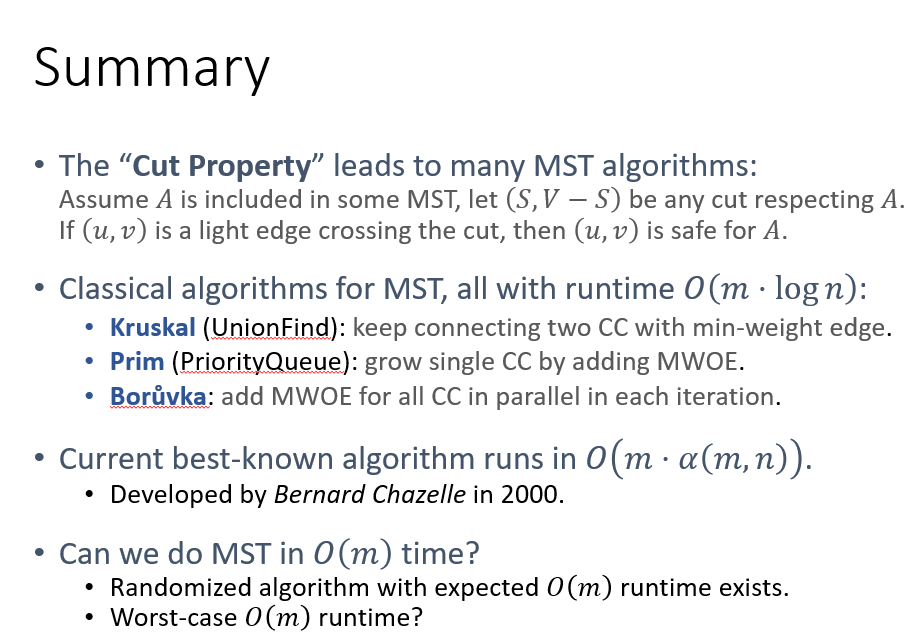 Summary
• The “Cut Property” leads to many MST algorithms:
Assume A is included in some MST, let (S, V − S) be any cut respecting A.
If (u, v) is a light edge crossing the cut, then (u, v) is safe for A.
• Classical algorithms for MST, all with runtime O(m · log n):
• Kruskal (UnionFind): keep connecting two CC with min-weight edge.
• Prim (PriorityQueue): grow single CC by adding MWOE.
• Borůvka: add MWOE for all CC in parallel in each iteration.
• Current best-known algorithm runs in O(m · α(m, n)).
• Developed by Bernard Chazelle in 2000.
• Can we do MST in O(m) time?
• Randomized algorithm with expected O(m) runtime exists.
• Worst-case O(m) runtime?